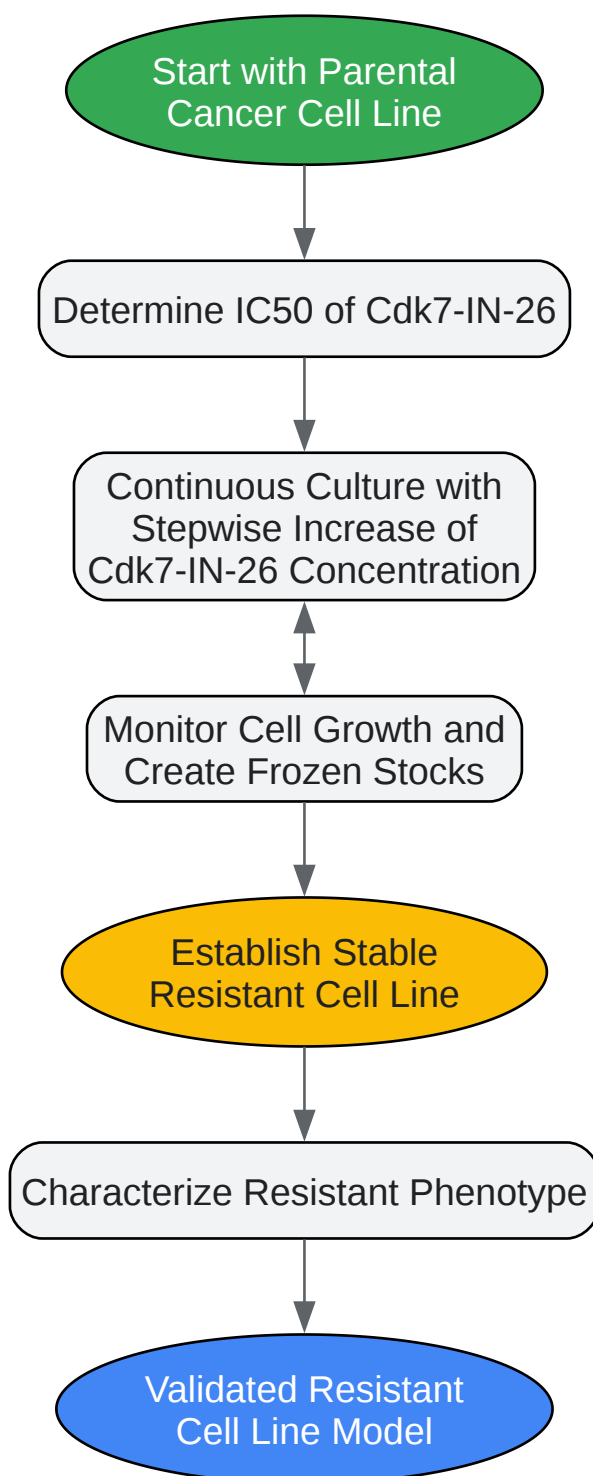 Start with Parental
Cancer Cell Line
Determine IC50 of Cdk7-IN-26
Continuous Culture with
Stepwise Increase of
Cdk7-IN-26 Concentration
Monitor Cell Growth and
Create Frozen Stocks
Establish Stable
Resistant Cell Line
Characterize Resistant Phenotype
Validated Resistant
Cell Line Model